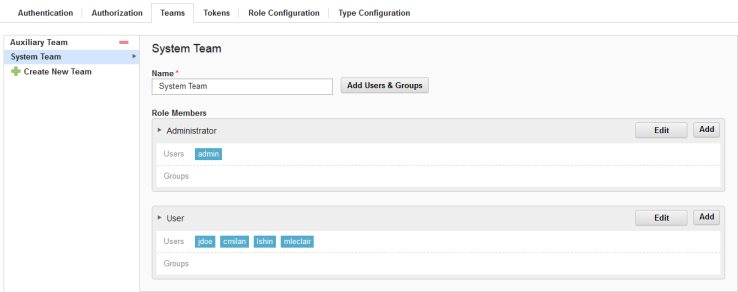 Authentication Authorization Teams Tokens Role Configuration Type Configuration
Auxiliary Team
System Team
Create New Team
System Team
Name *
System Team Add Users & Groups
Role Members
Administrator Edit Add
Users admin
Groups
User Edit Add
Users jdoe cmilan lshin mleclair
Groups